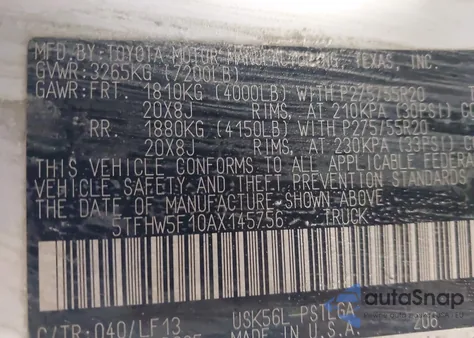 MFD. BY: TOYOTA MOTOR MANUFACTURING, TEXAS, INC.
GVWR: 3265KG (7200LB)
GAWR: FRT. 1810KG (4000LB) WITH P275/55R20
20X8J RIMS, AT 210KPA (30PSI)
RR. 1880KG (4150LB) WITH P275/55R20
20X8J RIMS, AT 230KPA (33PSI)
THIS VEHICLE CONFORMS TO ALL APPLICABLE FEDERA
VEHICLE SAFETY AND THEFT PREVENTION
THE DATE OF MANUFACTURE SHOWN ABOVE
5TFHW5F10AX145756 TRUCK
C/TR: 040/LF13 USK56L-PSTLGA 206
MADE IN U.S.A.
autoSnap